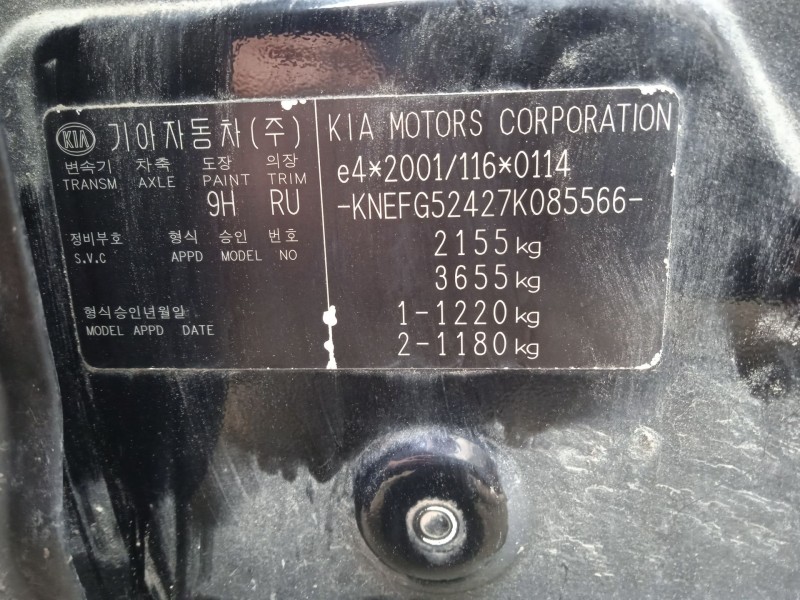 KIA 기아자동차(주)
변속기 차축 도장 의장
TRANSM AXLE PAINT TRIM
9H RU
정비부호 형식 승인 번호
S.V.C APPD MODEL NO
형식승인년월일
MODEL APPD DATE
KIA MOTORS CORPORATION
e4*2001/116*0114
-KNEFG52427K085566-
2155kg
3655kg
1-1220kg
2-1180kg